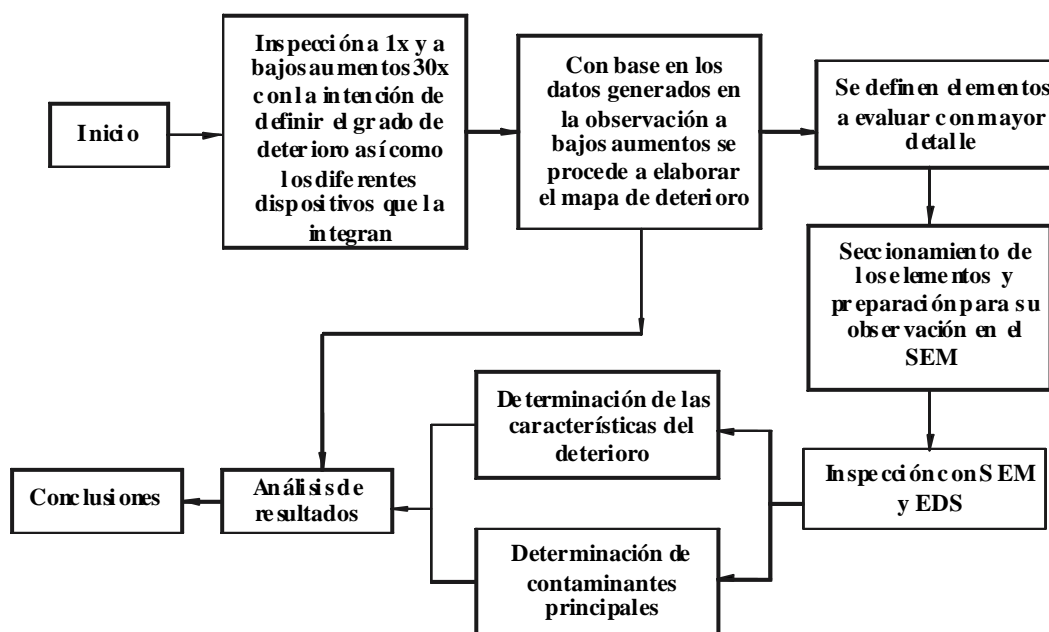 Inicio
Inspección a 1x y a
bajos aumentos 30x
con la intención de
definir el grado de
deterioro así como
los diferentes
dispositivos que la
integran
Con base en los
datos generados en
la observación a
bajos aumentos se
procede a elaborar
el mapa de deterioro
Se definen elementos
a evaluar con mayor
detalle
Seccionamiento de
los elementos y
preparación para su
observación en el
SEM
Inspección con SEM
y EDS
Determinación de las
características del
deterioro
Determinación de
contaminantes
principales
Análisis de
resultados
Conclusiones